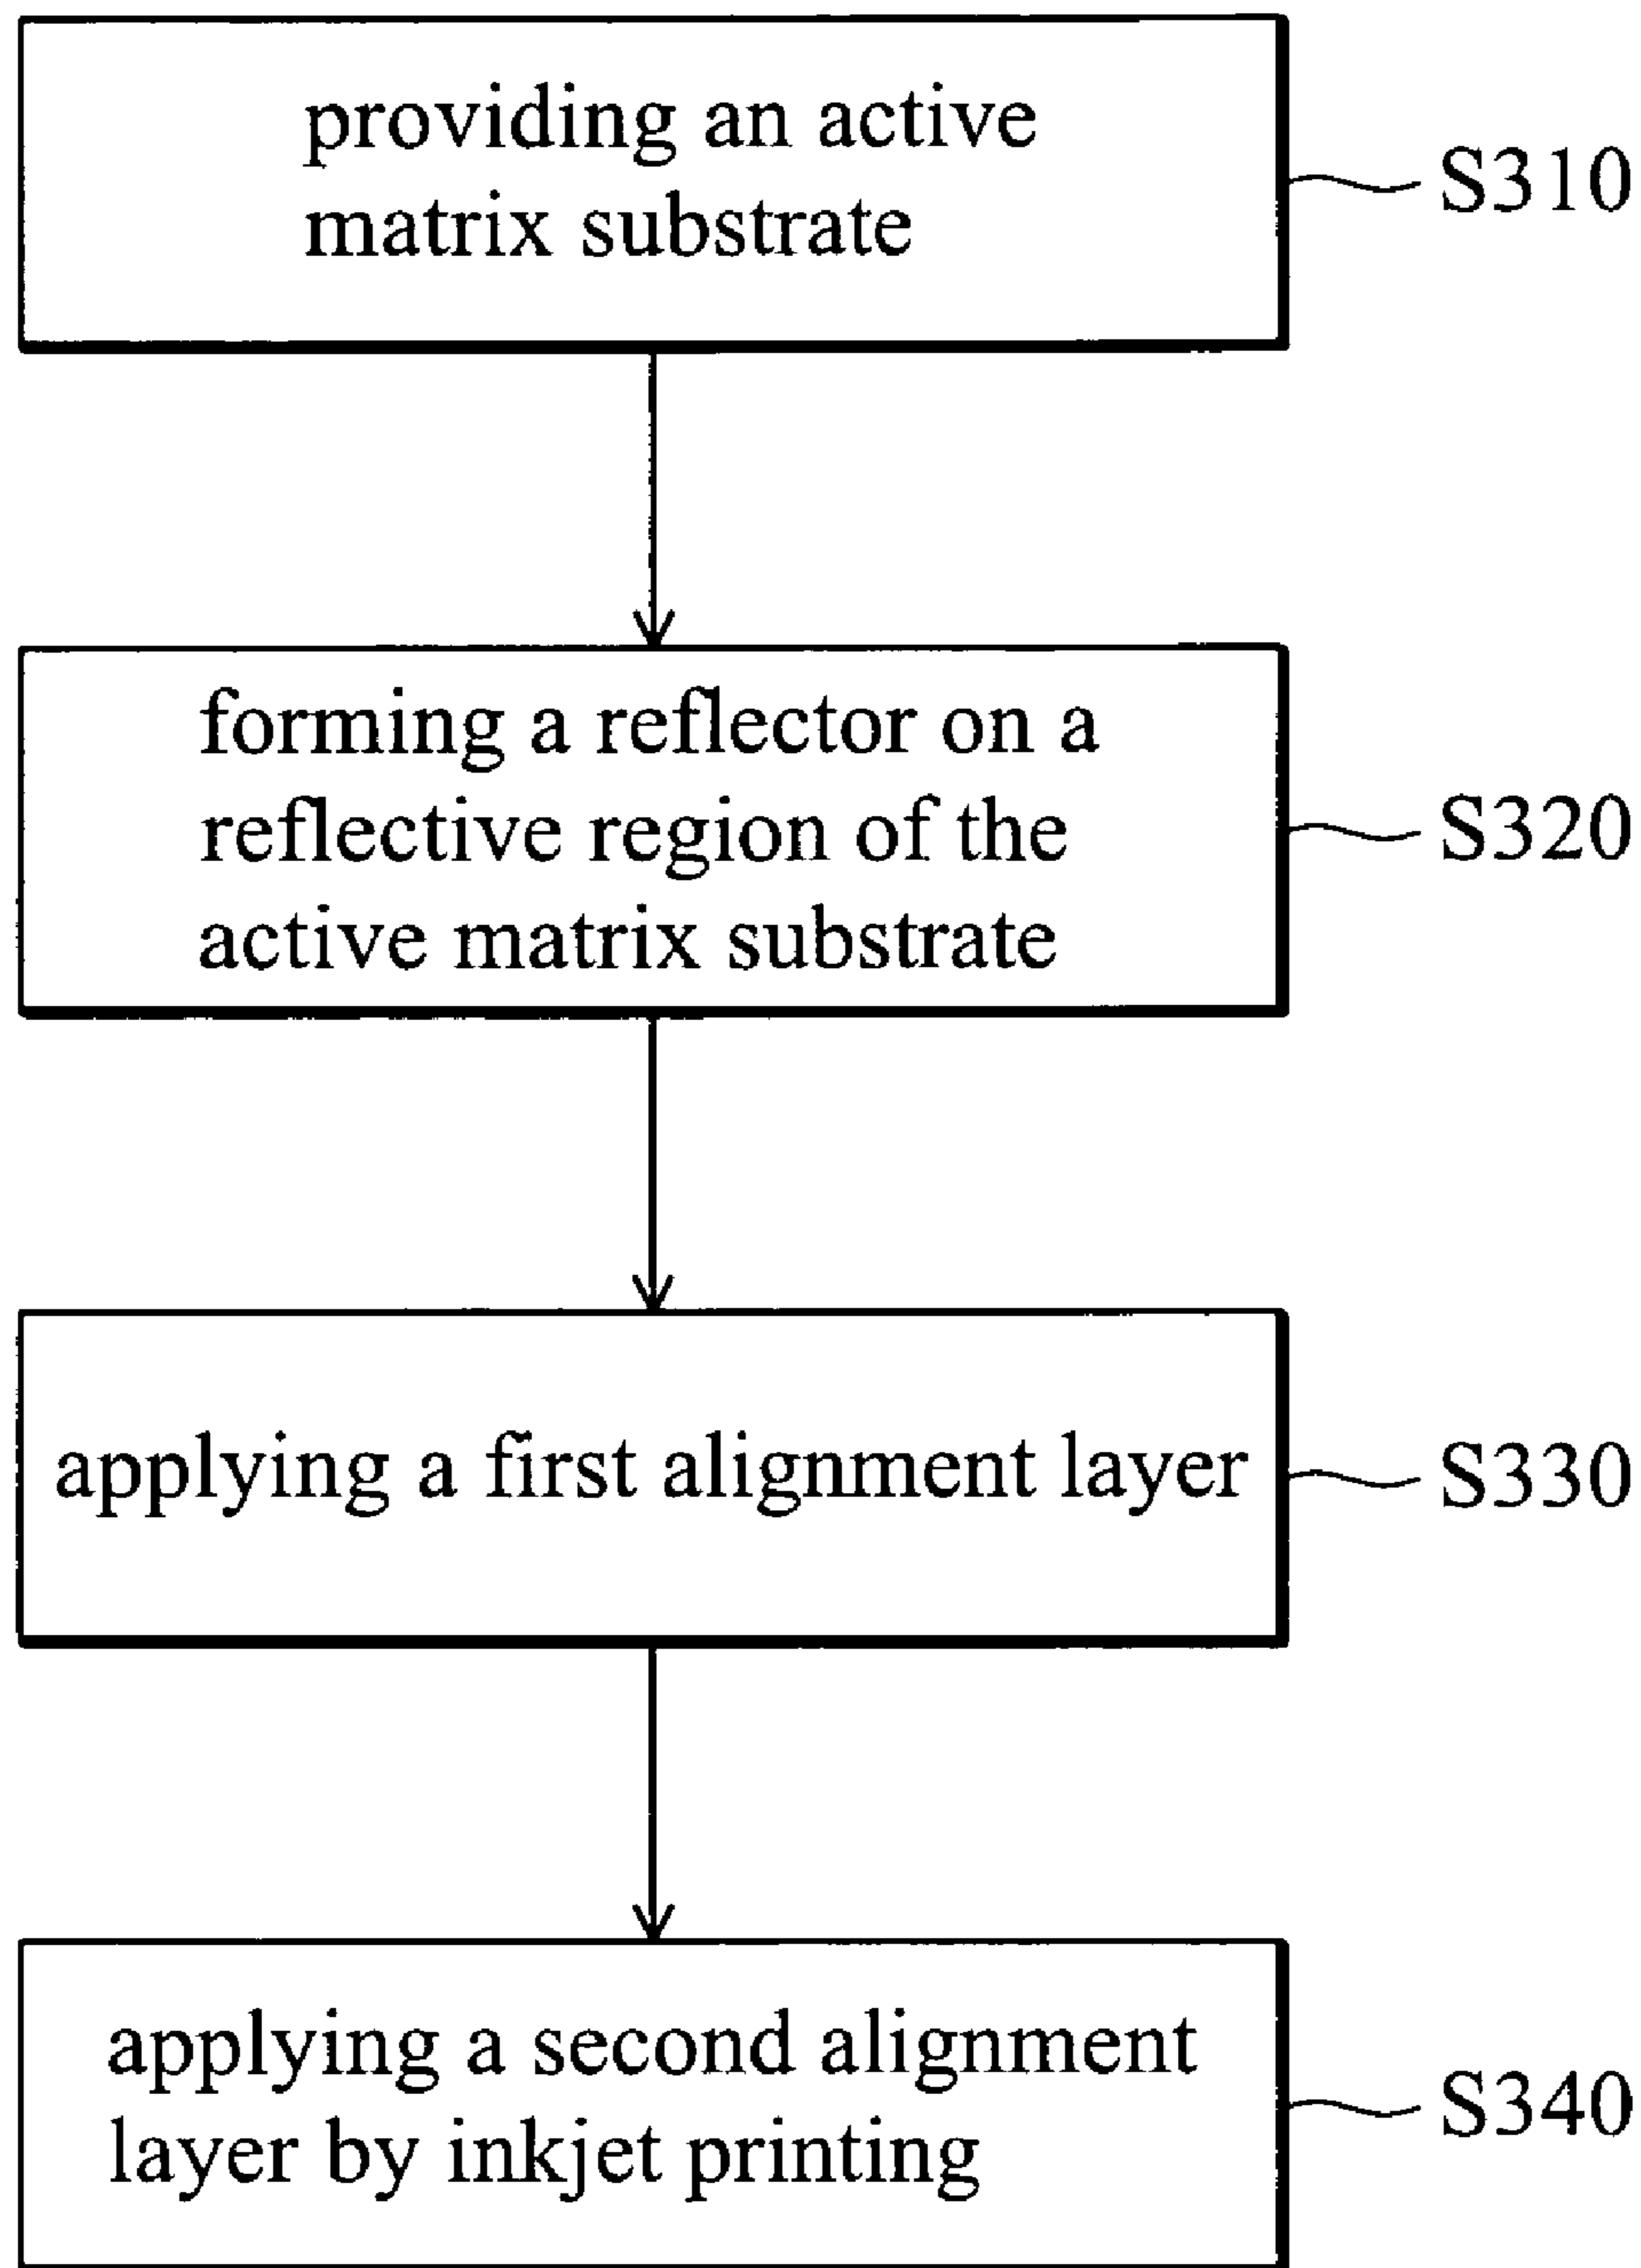 providing an active
matrix substrate
S310
forming a reflector on a
reflective region of the
active matrix substrate
S320
applying a first alignment layer
S330
applying a second alignment
layer by inkjet printing
S340